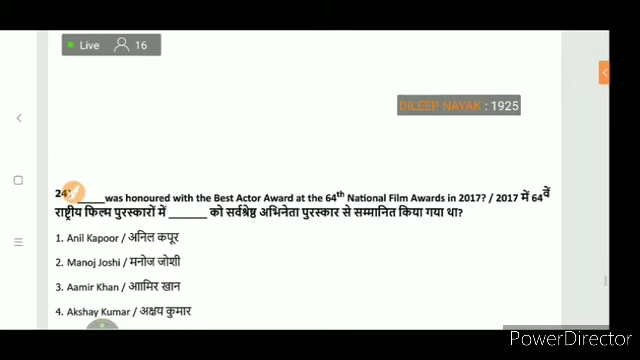 Live 16
DILEEP NAYAK : 1925
24) _____was honoured with the Best Actor Award at the 64th National Film Awards in 2017? / 2017 में 64वें
राष्ट्रीय फिल्म पुरस्कारों में _______ को सर्वश्रेष्ठ अभिनेता पुरस्कार से सम्मानित किया गया था?
1. Anil Kapoor / अनिल कपूर
2. Manoj Joshi / मनोज जोशी
3. Aamir Khan / आामिर खान
4. Akshay Kumar / अक्षय कुमार
PowerDirector